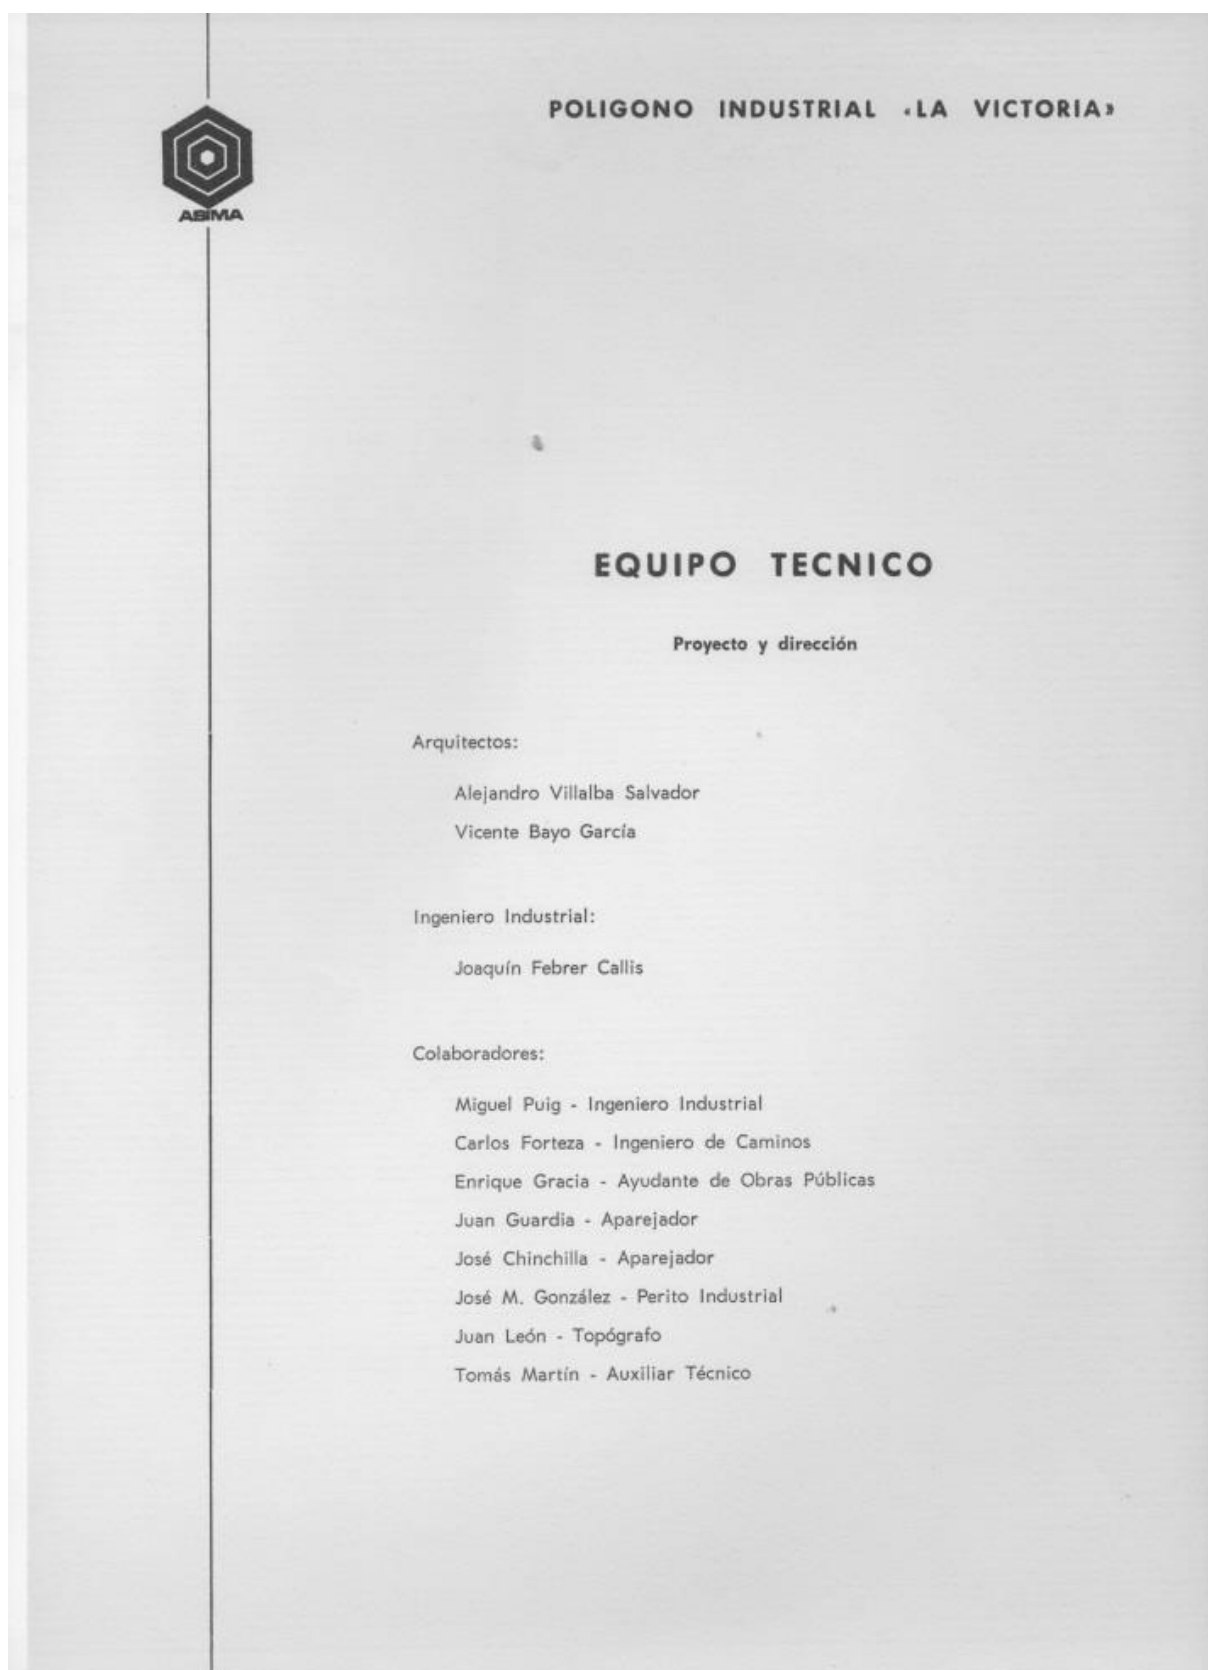 POLIGONO INDUSTRIAL «LA VICTORIA»
ASIMA
EQUIPO TECNICO
Proyecto y dirección
Arquitectos:
Alejandro Villalba Salvador
Vicente Bayo García
Ingeniero Industrial:
Joaquín Febrer Callis
Colaboradores:
Miguel Puig - Ingeniero Industrial
Carlos Forteza - Ingeniero de Caminos
Enrique Gracia - Ayudante de Obras Públicas
Juan Guardia - Aparejador
José Chinchilla - Aparejador
José M. González - Perito Industrial
Juan León - Topógrafo
Tomás Martín - Auxiliar Técnico